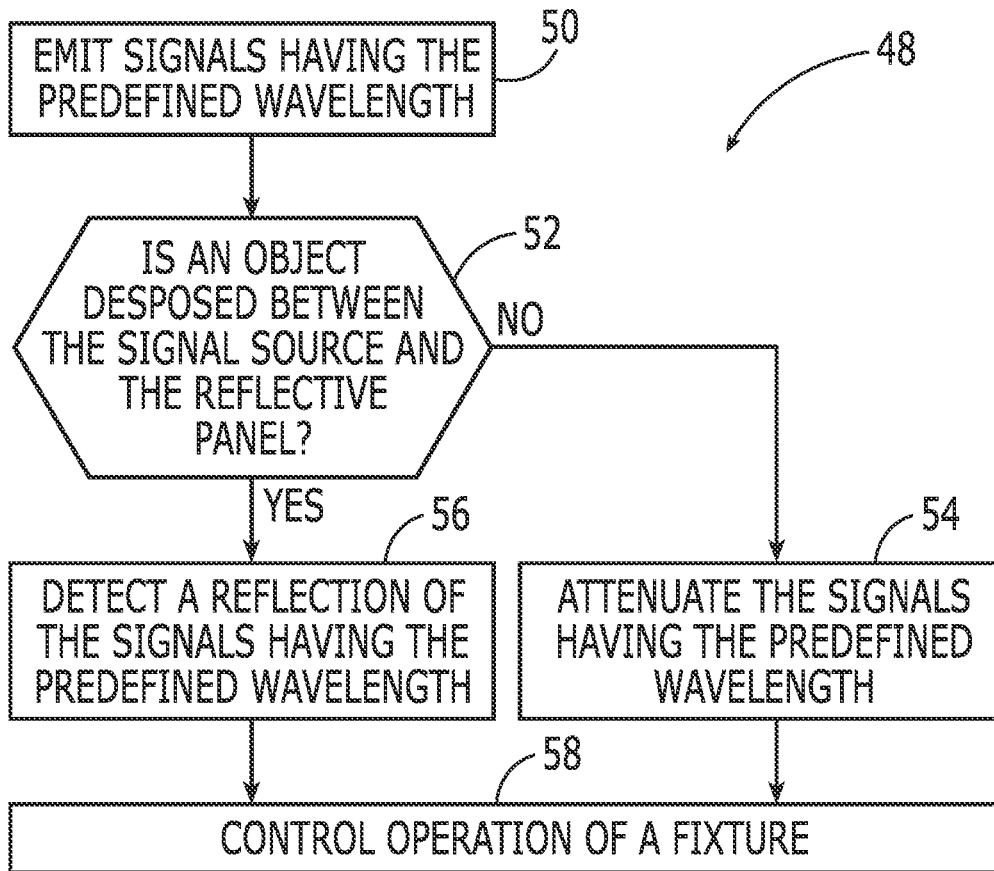 EMIT SIGNALS HAVING THE
PREDEFINED WAVELENGTH
50
48
IS AN OBJECT
DESPOSED BETWEEN
THE SIGNAL SOURCE AND
THE REFLECTIVE
PANEL?
52
NO
YES
56
54
DETECT A REFLECTION OF
THE SIGNALS HAVING THE
PREDEFINED WAVELENGTH
ATTENUATE THE SIGNALS
HAVING THE PREDEFINED
WAVELENGTH
58
CONTROL OPERATION OF A FIXTURE